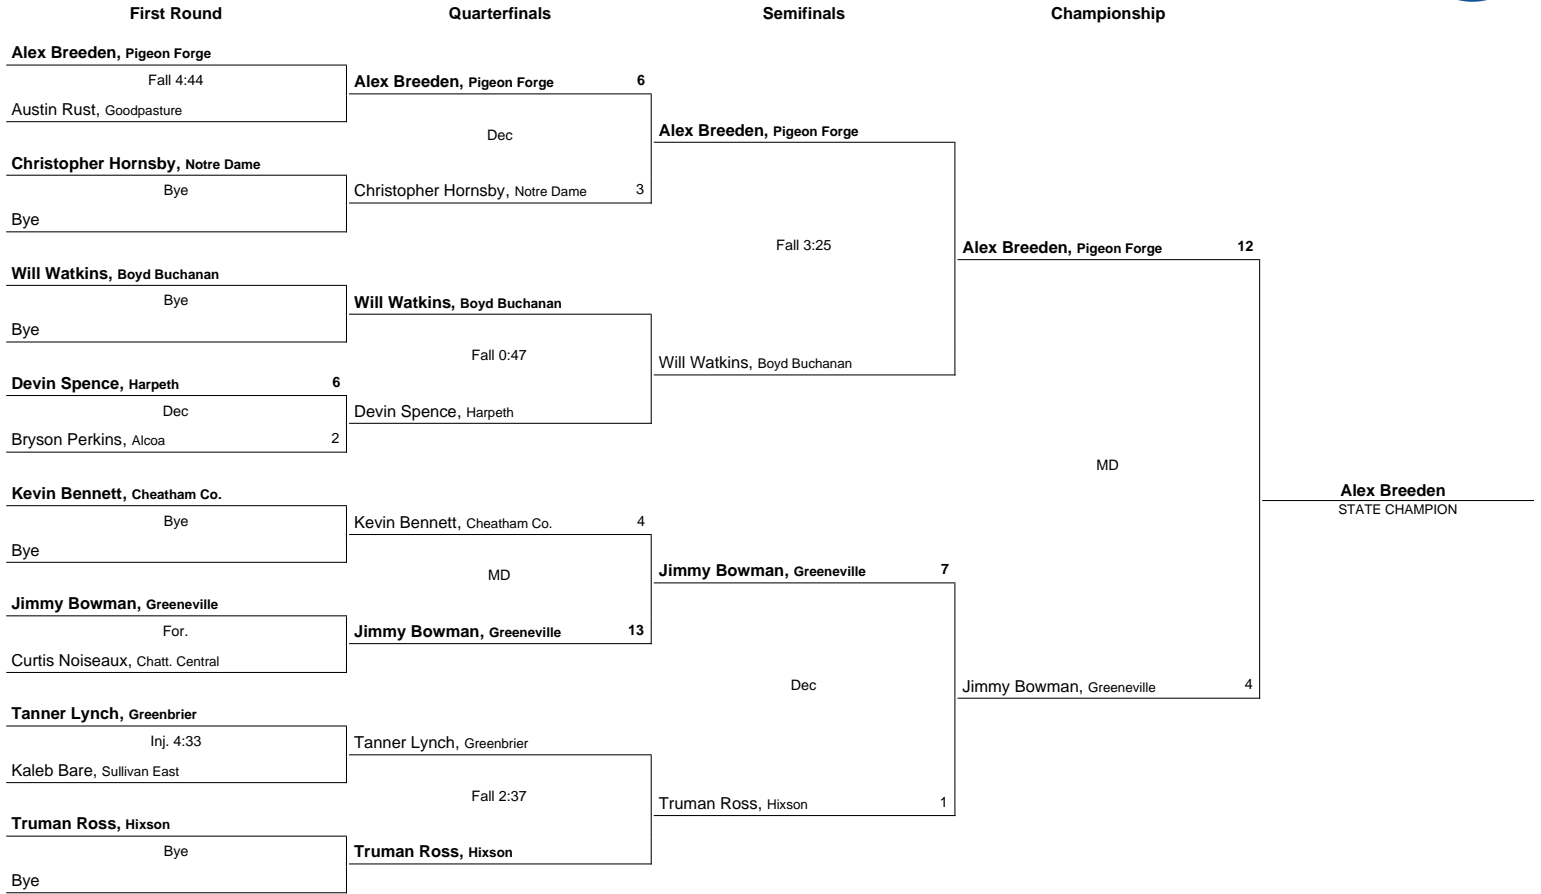 First Round
Quarterfinals
Semifinals
Championship
Alex Breeden, Pigeon Forge
Fall 4:44
Austin Rust, Goodpasture
Christopher Hornsby, Notre Dame
Bye
Bye
Will Watkins, Boyd Buchanan
Bye
Bye
Devin Spence, Harpeth 6
Dec
Bryson Perkins, Alcoa 2
Kevin Bennett, Cheatham Co.
Bye
Bye
Jimmy Bowman, Greeneville
For.
Curtis Noiseaux, Chatt. Central
Tanner Lynch, Greenbrier
Inj. 4:33
Kaleb Bare, Sullivan East
Truman Ross, Hixson
Bye
Bye
Alex Breeden, Pigeon Forge 6
Dec
Christopher Hornsby, Notre Dame 3
Will Watkins, Boyd Buchanan
Fall 0:47
Devin Spence, Harpeth
Kevin Bennett, Cheatham Co. 4
MD
Jimmy Bowman, Greeneville 13
Tanner Lynch, Greenbrier
Fall 2:37
Truman Ross, Hixson
Alex Breeden, Pigeon Forge
Fall 3:25
Will Watkins, Boyd Buchanan
Jimmy Bowman, Greeneville 7
Dec
Truman Ross, Hixson 1
Alex Breeden, Pigeon Forge 12
MD
Jimmy Bowman, Greeneville 4
Alex Breeden
STATE CHAMPION